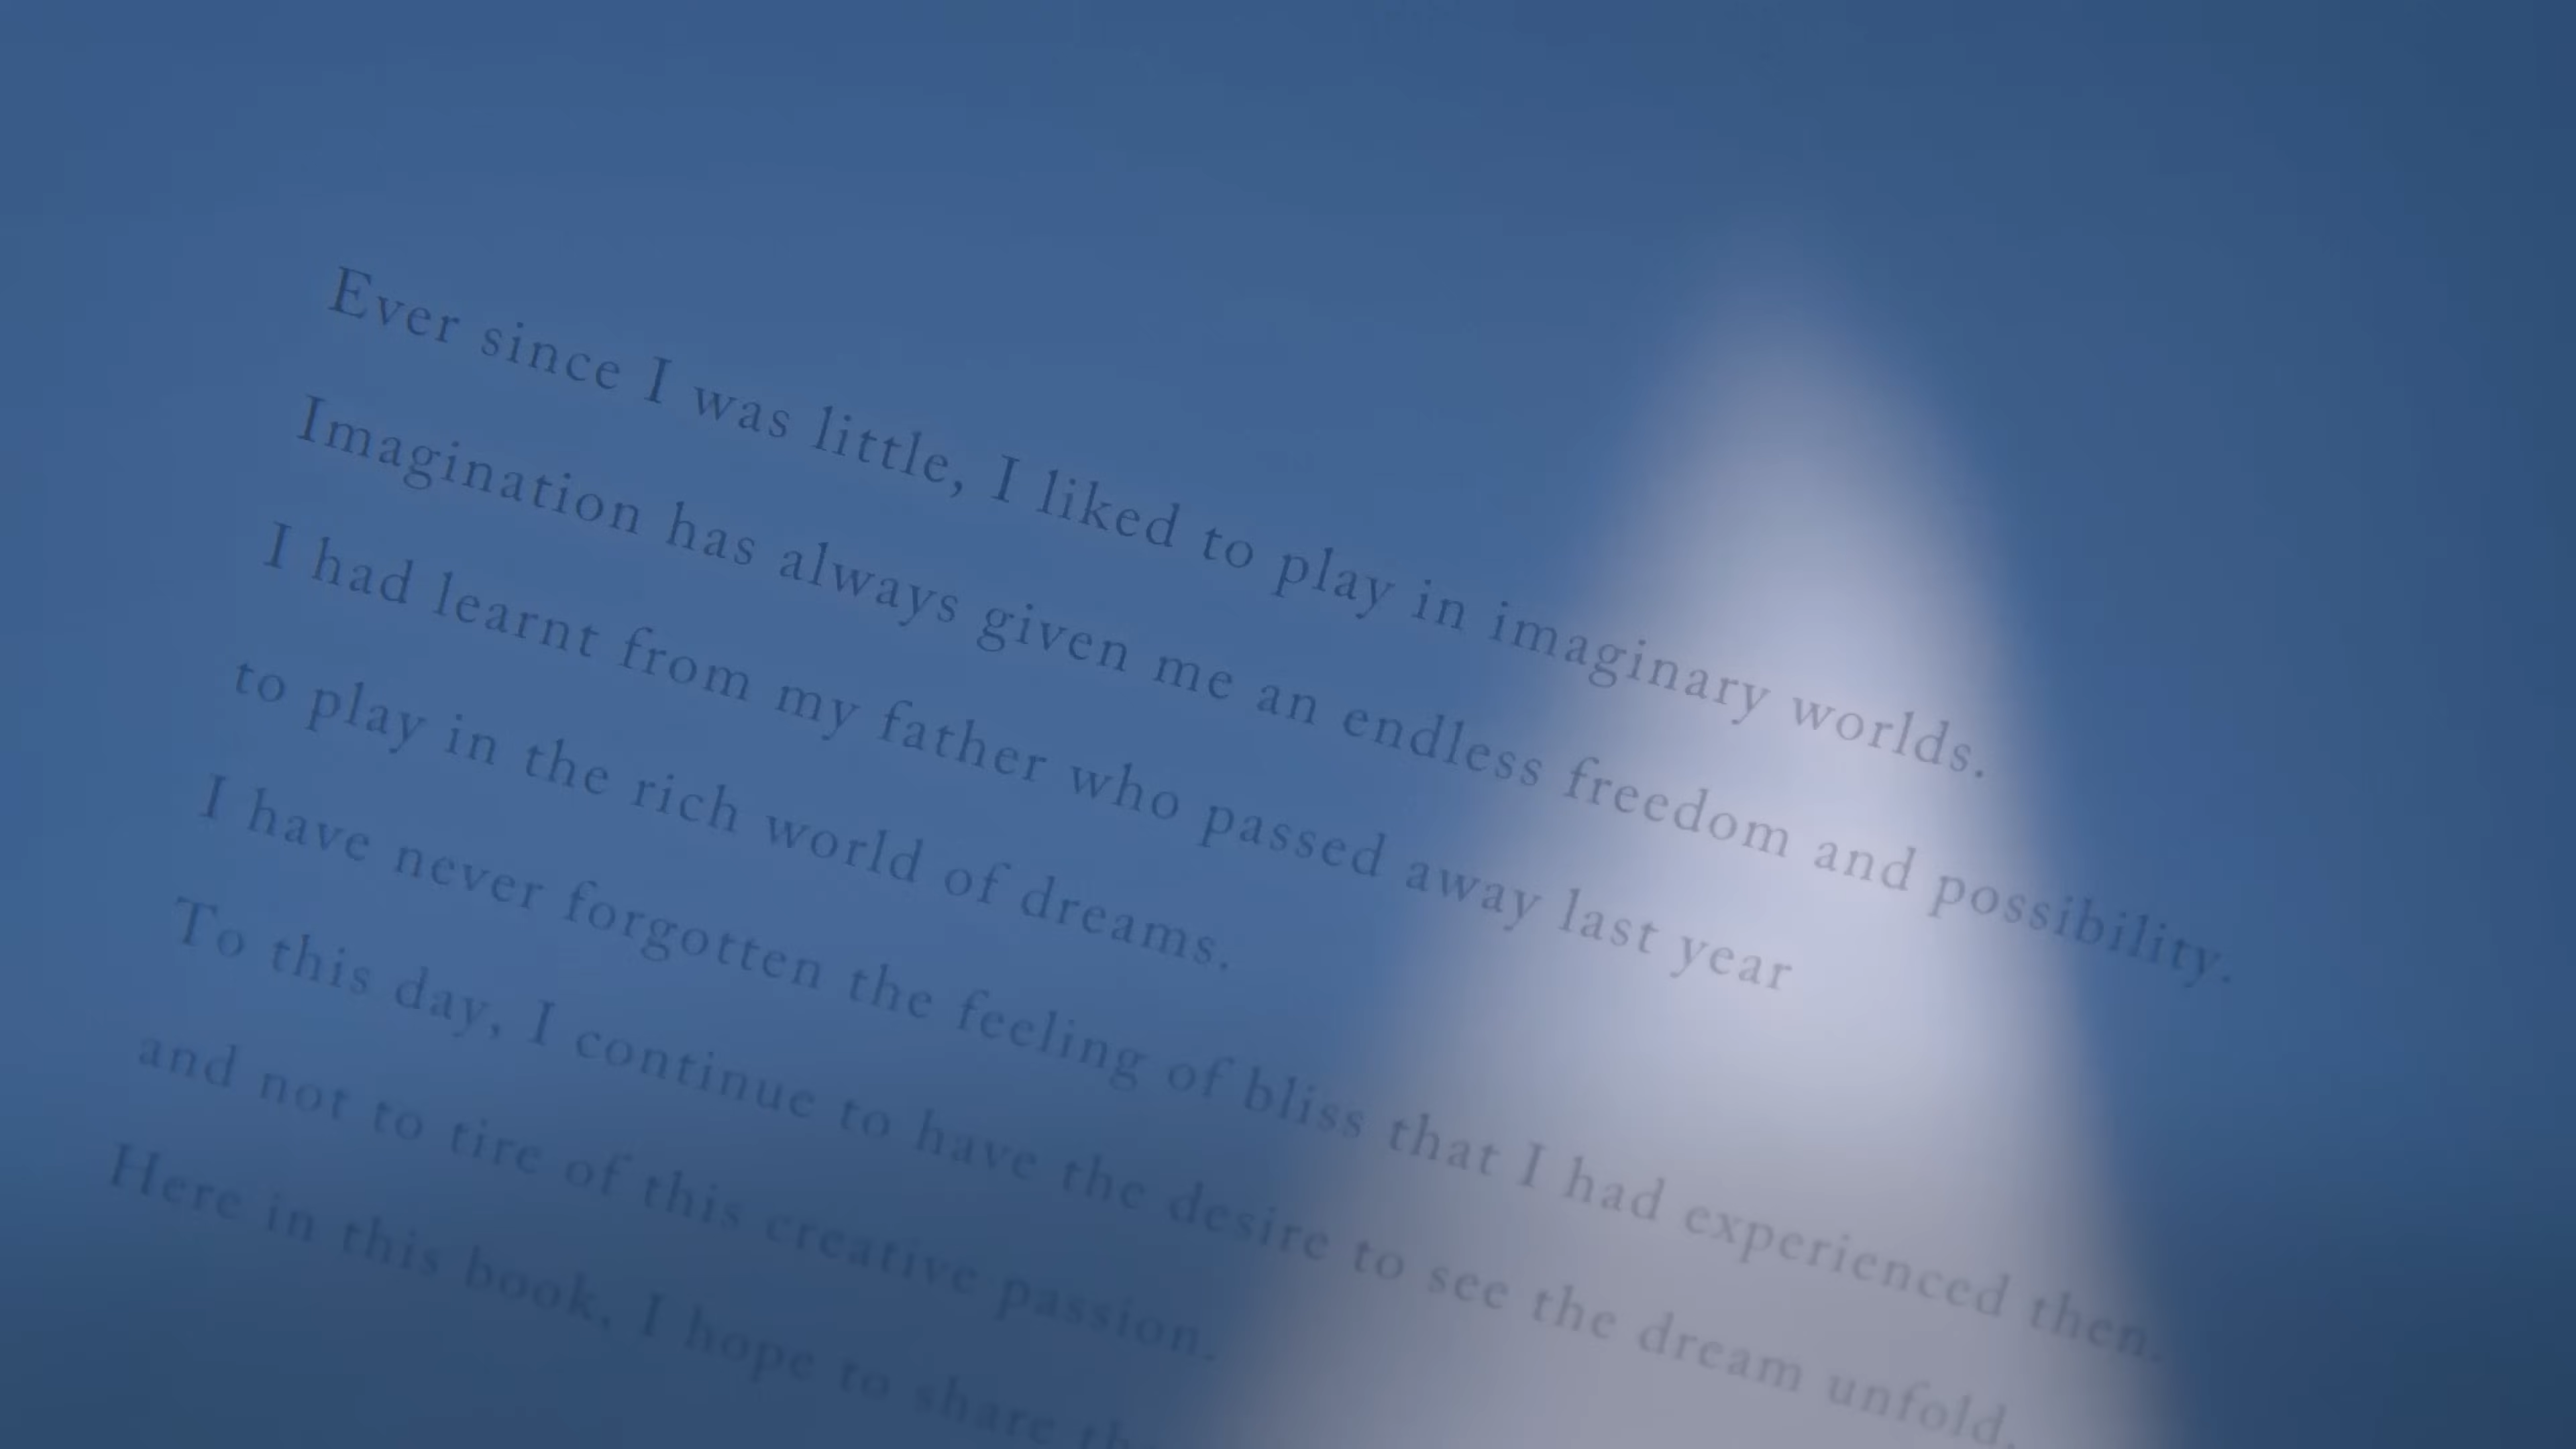 Ever since I was little, I liked to play in imaginary worlds.
Imagination has always given me an endless freedom and possibility.
I had learnt from my father who passed away last year
to play in the rich world of dreams.
I have never forgotten the feeling of bliss that I had experienced then.
To this day, I continue to have the desire to see the dream unfold,
and not to tire of this creative passion.
Here in this book, I hope to share